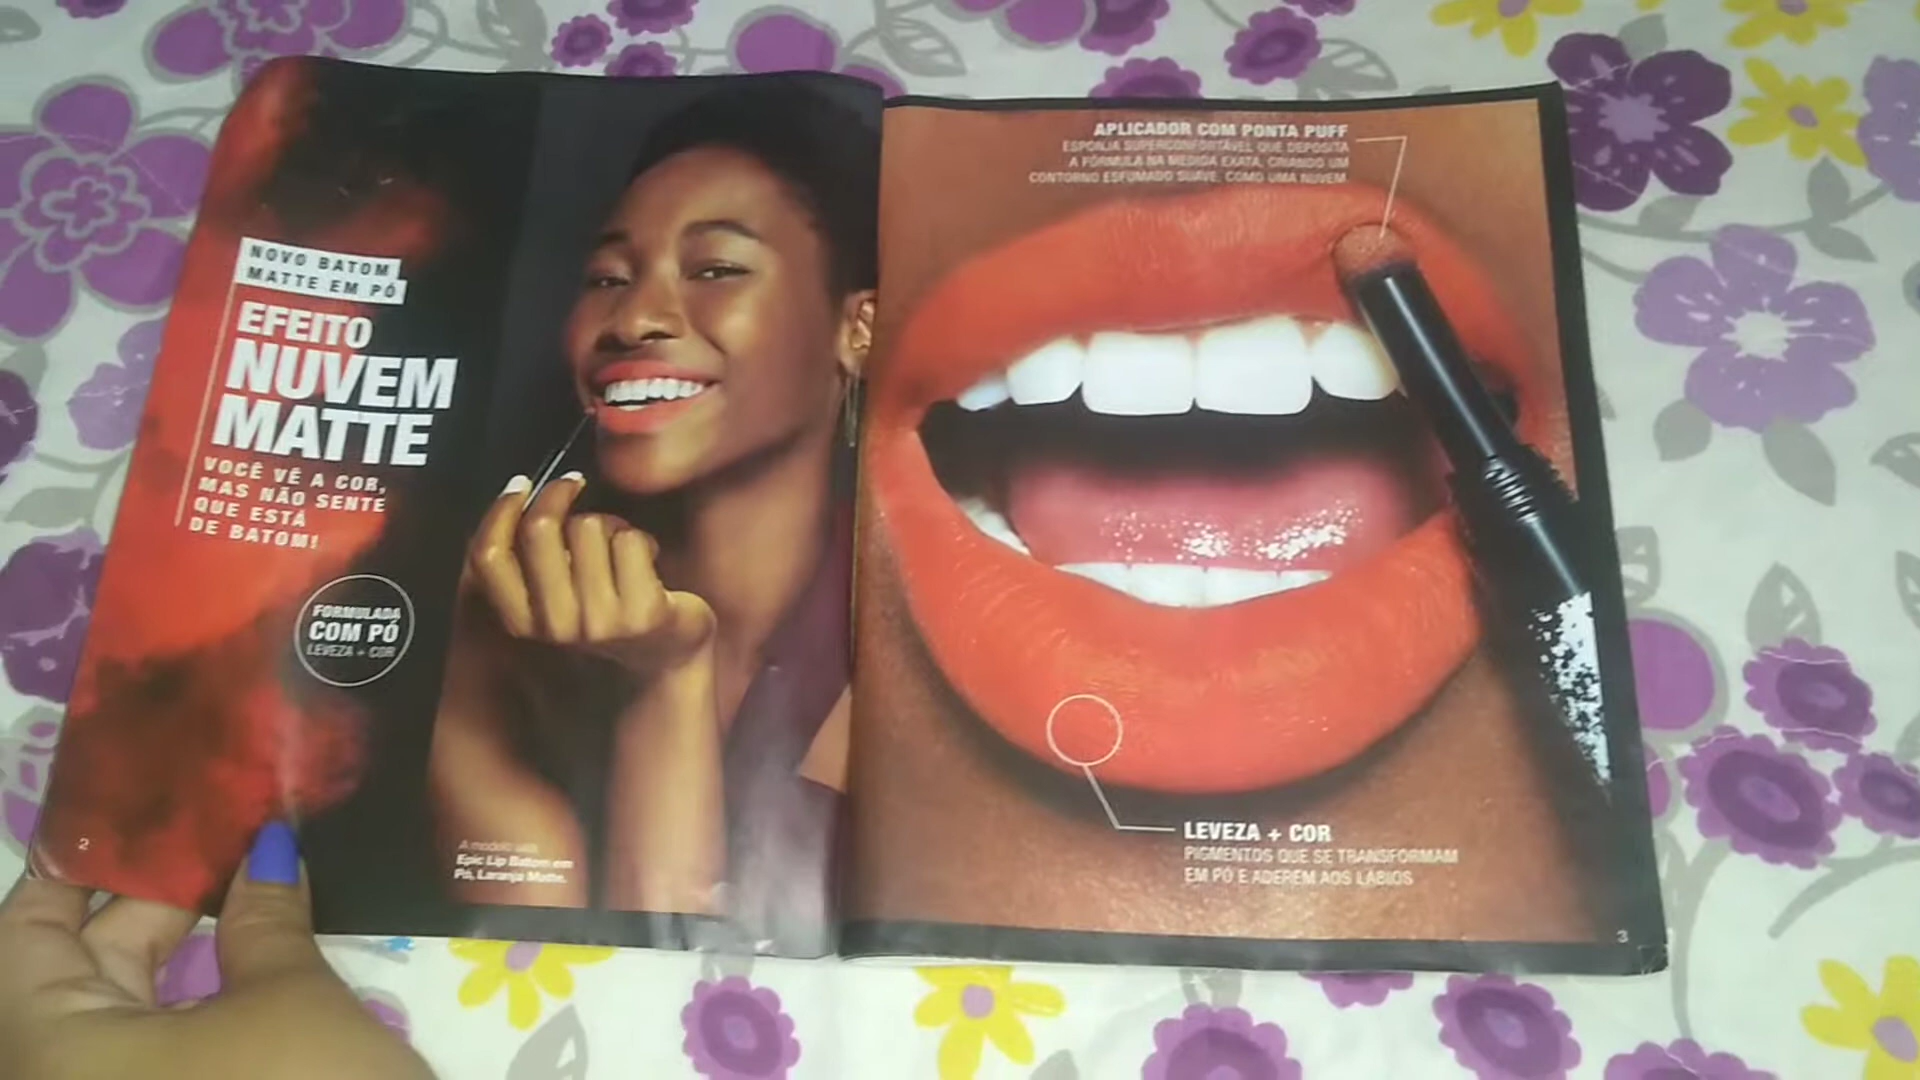 NOVO BATOM
MATTE EM PÓ
EFEITO
NUVEM
MATTE
VOCÊ VÊ A COR,
MAS NÃO SENTE
QUE ESTÁ
DE BATOM!
FORMULADA
COM PÓ
LEVEZA + COR
2
A modelo usa
Epic Lip Batom em
Pó, Laranja Matte.
APLICADOR COM PONTA PUFF
ESPONJA SUPERCONFORTÁVEL QUE DEPOSITA
A FÓRMULA NA MEDIDA EXATA, CRIANDO UM
CONTORNO ESFUMADO SUAVE, COMO UMA NUVEM.
LEVEZA + COR
PIGMENTOS QUE SE TRANSFORMAM
EM PÓ E ADEREM AOS LÁBIOS
3